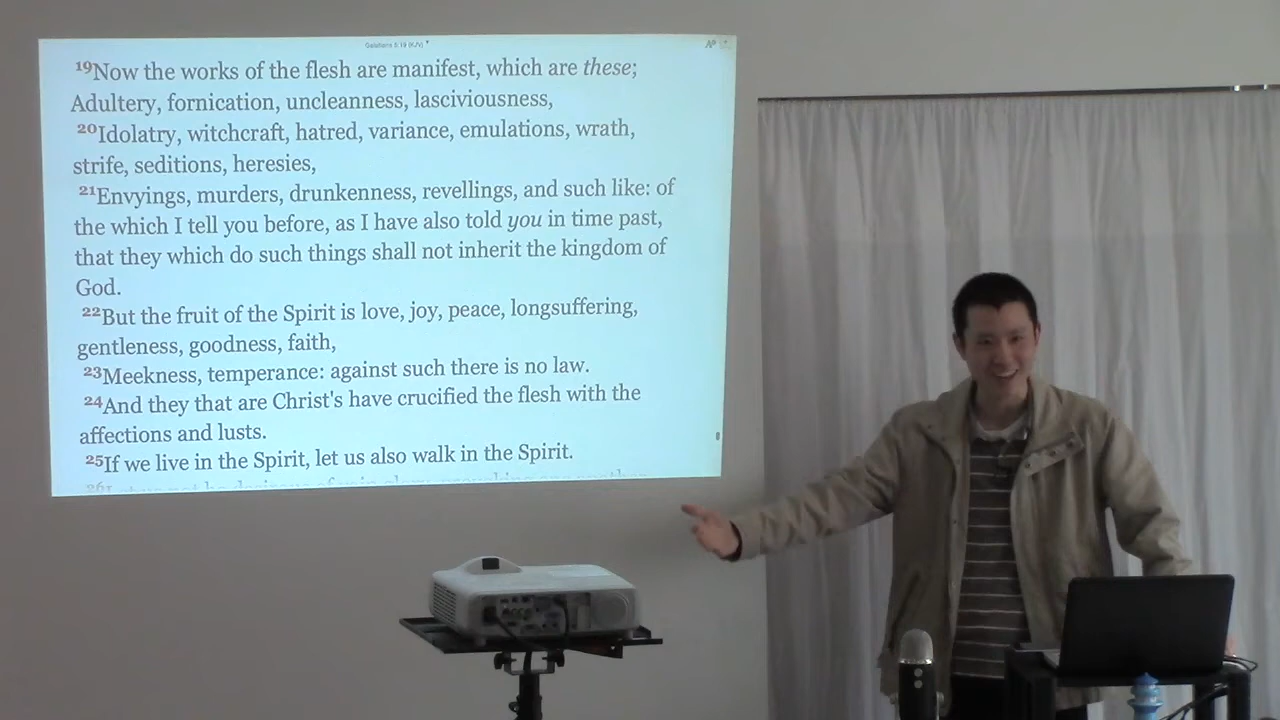 Galatians 5:19 (KJV)
19Now the works of the flesh are manifest, which are these;
Adultery, fornication, uncleanness, lasciviousness,
20Idolatry, witchcraft, hatred, variance, emulations, wrath,
strife, seditions, heresies,
21Envyings, murders, drunkenness, revellings, and such like: of
the which I tell you before, as I have also told you in time past,
that they which do such things shall not inherit the kingdom of
God.
22But the fruit of the Spirit is love, joy, peace, longsuffering,
gentleness, goodness, faith,
23Meekness, temperance: against such there is no law.
24And they that are Christ's have crucified the flesh with the
affections and lusts.
25If we live in the Spirit, let us also walk in the Spirit.